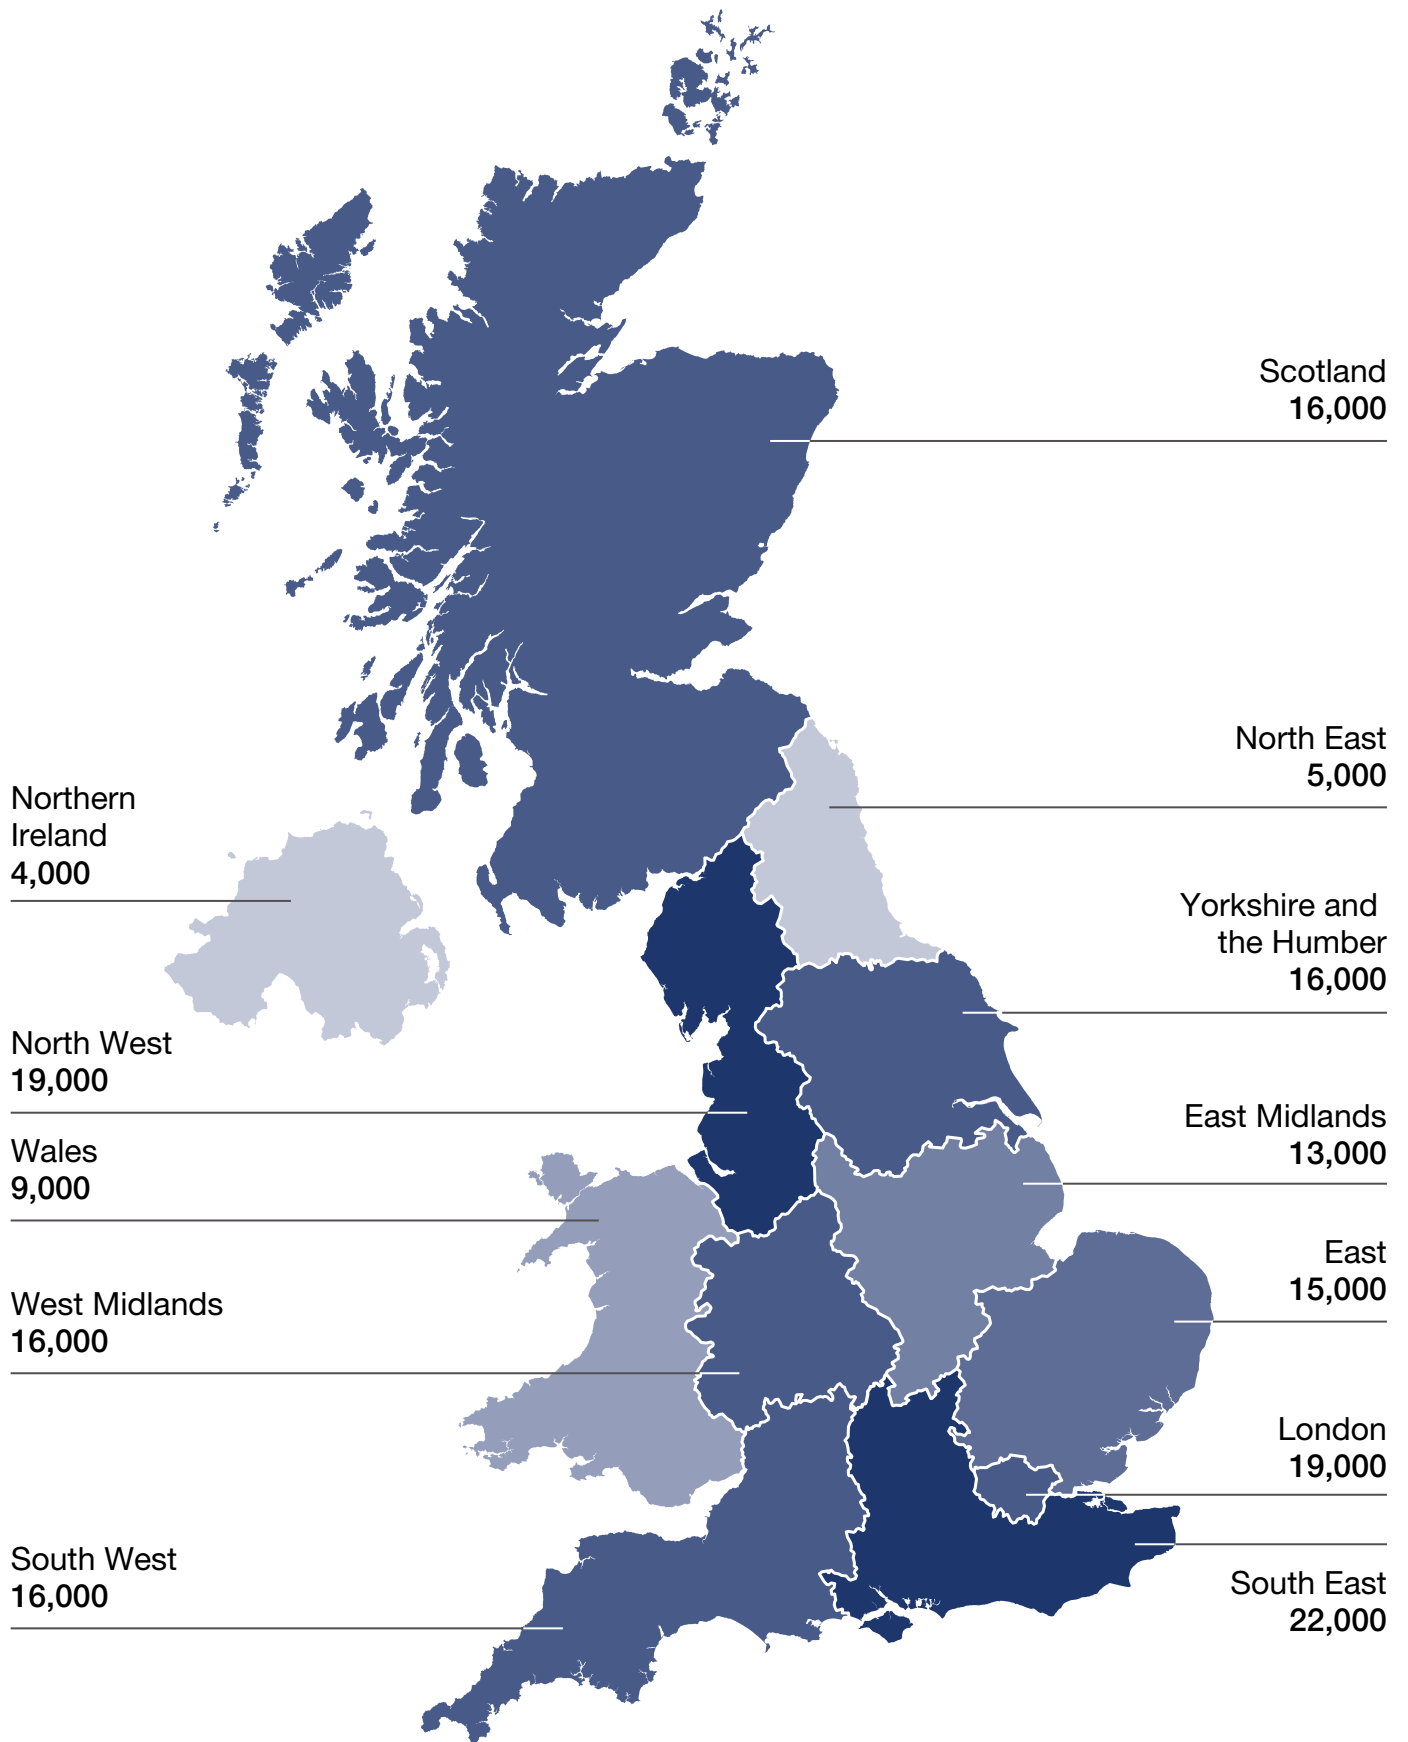 Scotland
16,000
North East
5,000
Northern
Ireland
4,000
Yorkshire and
the Humber
16,000
North West
19,000
East Midlands
13,000
Wales
9,000
East
15,000
West Midlands
16,000
London
19,000
South West
16,000
South East
22,000